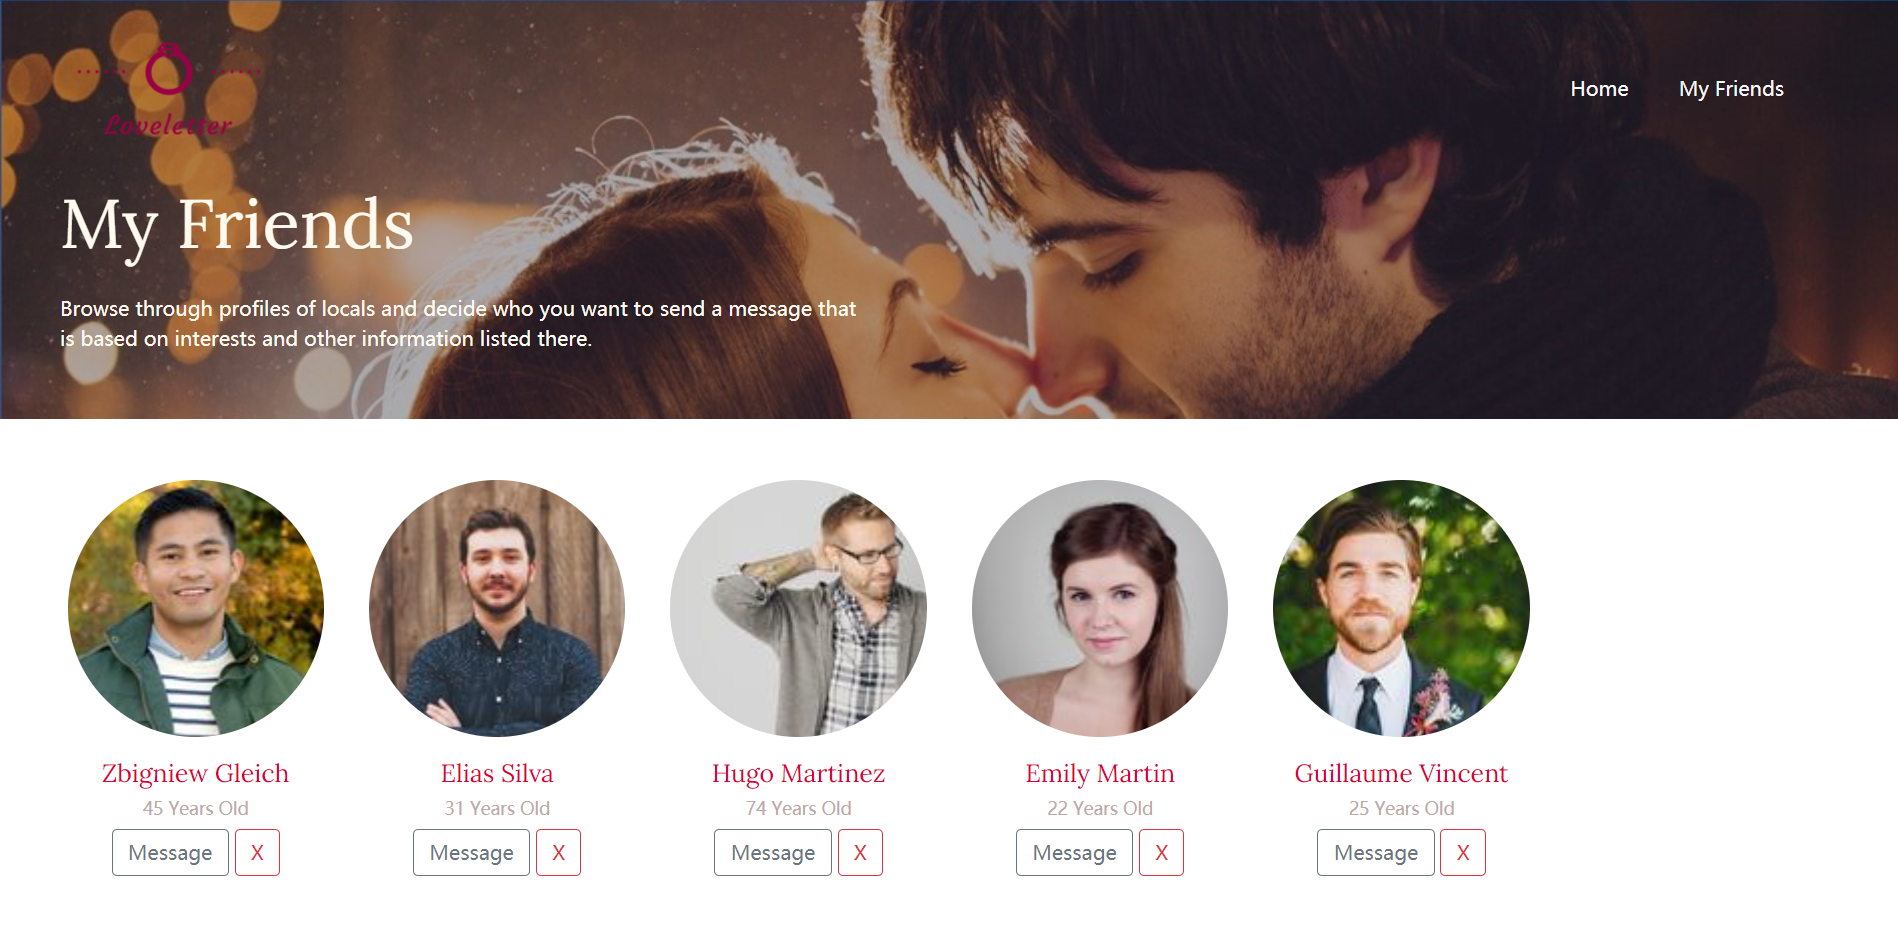 Loveletter
Home
My Friends
My Friends
Browse through profiles of locals and decide who you want to send a message that
is based on interests and other information listed there.
Zbigniew Gleich
45 Years Old
Message X
Elias Silva
31 Years Old
Message X
Hugo Martinez
74 Years Old
Message X
Emily Martin
22 Years Old
Message X
Guillaume Vincent
25 Years Old
Message X